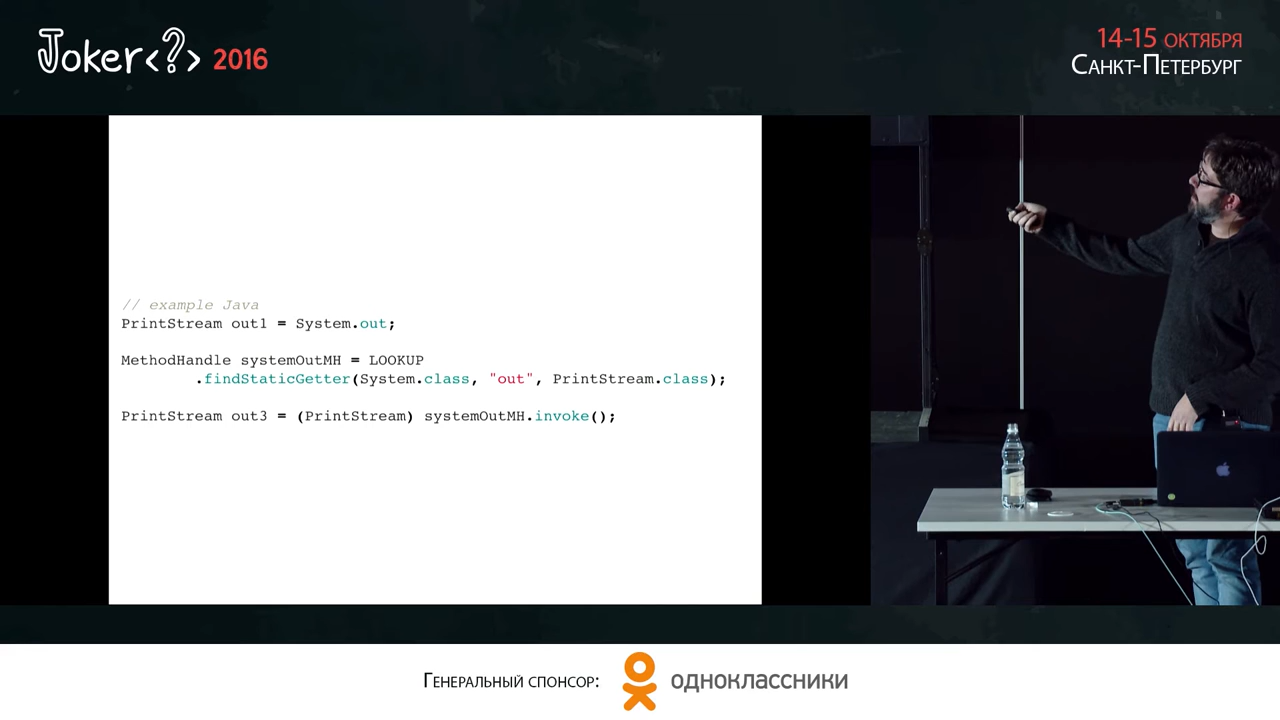 Joker<?> 2016
14-15 октября
Санкт-Петербург
// example Java
PrintStream out1 = System.out;
MethodHandle systemOutMH = LOOKUP
.findStaticGetter(System.class, "out", PrintStream.class);
PrintStream out3 = (PrintStream) systemOutMH.invoke();
Генеральный спонсор:
одноклассники